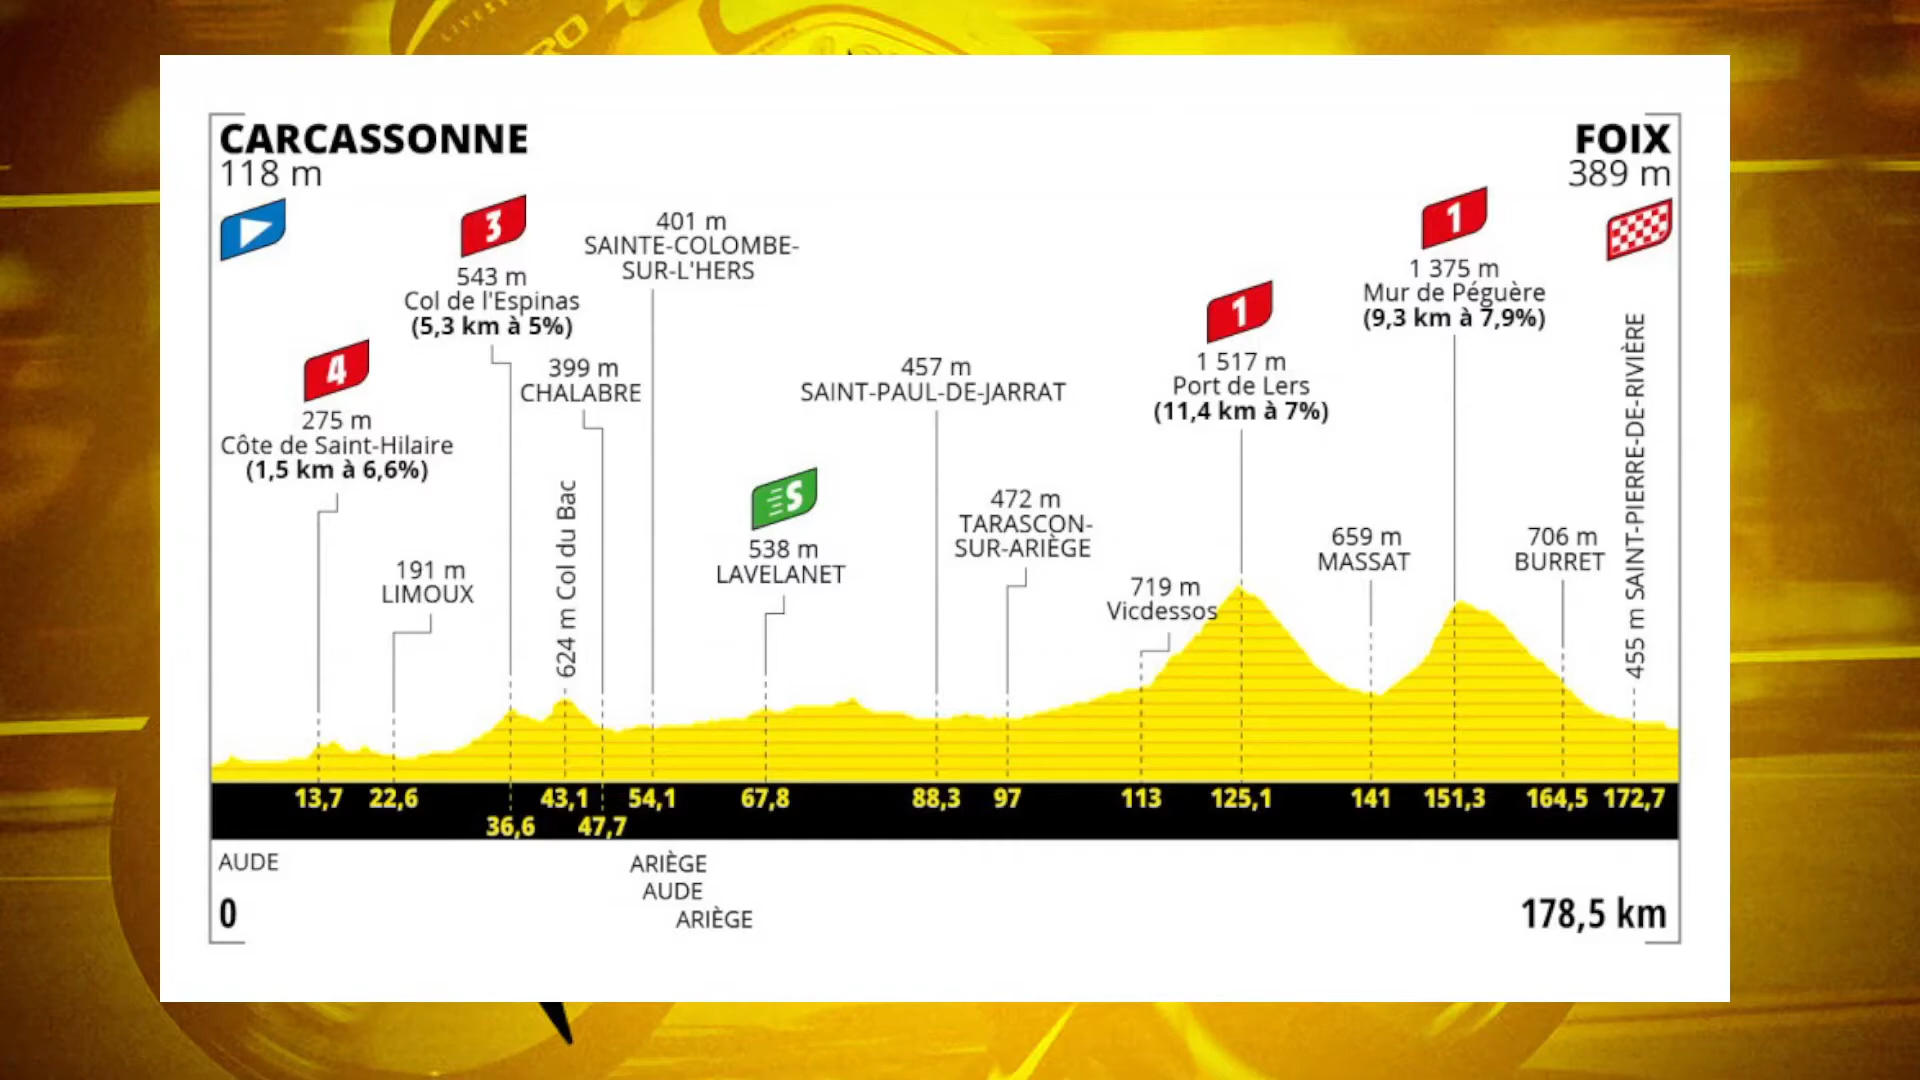 CARCASSONNE
118 m
FOIX
389 m
3
543 m
Col de l'Espinas
(5,3 km à 5%)
401 m
SAINTE-COLOMBE-
SUR-L'HERS
1
1 375 m
Mur de Péguère
(9,3 km à 7,9%)
4
275 m
Côte de Saint-Hilaire
(1,5 km à 6,6%)
399 m
CHALABRE
457 m
SAINT-PAUL-DE-JARRAT
1
1 517 m
Port de Lers
(11,4 km à 7%)
455 m SAINT-PIERRE-DE-RIVIÈRE
191 m
LIMOUX
624 m Col du Bac
S
538 m
LAVELANET
472 m
TARASCON-
SUR-ARIÈGE
719 m
Vicdessos
659 m
MASSAT
706 m
BURRET
13,7 22,6 43,1 54,1 67,8 88,3 97 113 125,1 141 151,3 164,5 172,7
36,6 47,7
AUDE
ARIÈGE
AUDE
ARIÈGE
0
178,5 km